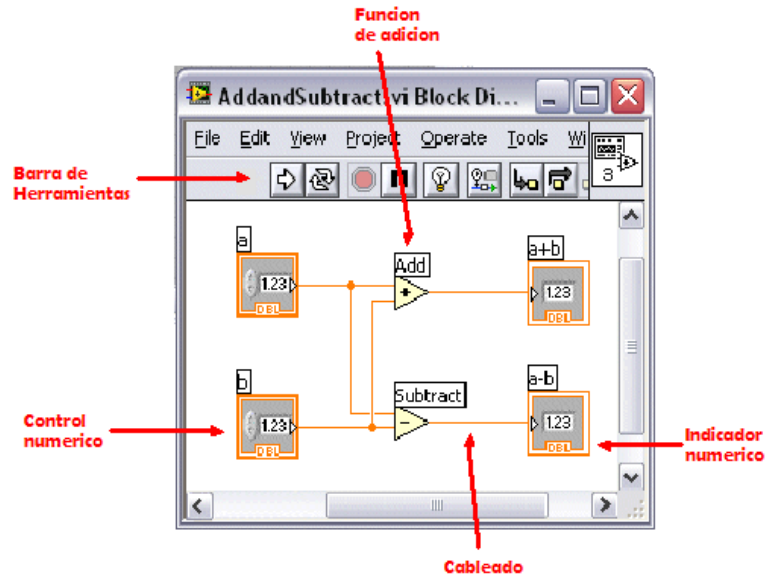 Funcion
de adicion
AddandSubtract.vi Block Di...
File Edit View Project Operate Tools Wi
Barra de
Herramientas
3
a
1.23
DBL
Add
a+b
1.23
DBL
b
1.23
DBL
Subtract
a-b
1.23
DBL
Control
numerico
Indicador
numerico
Cableado